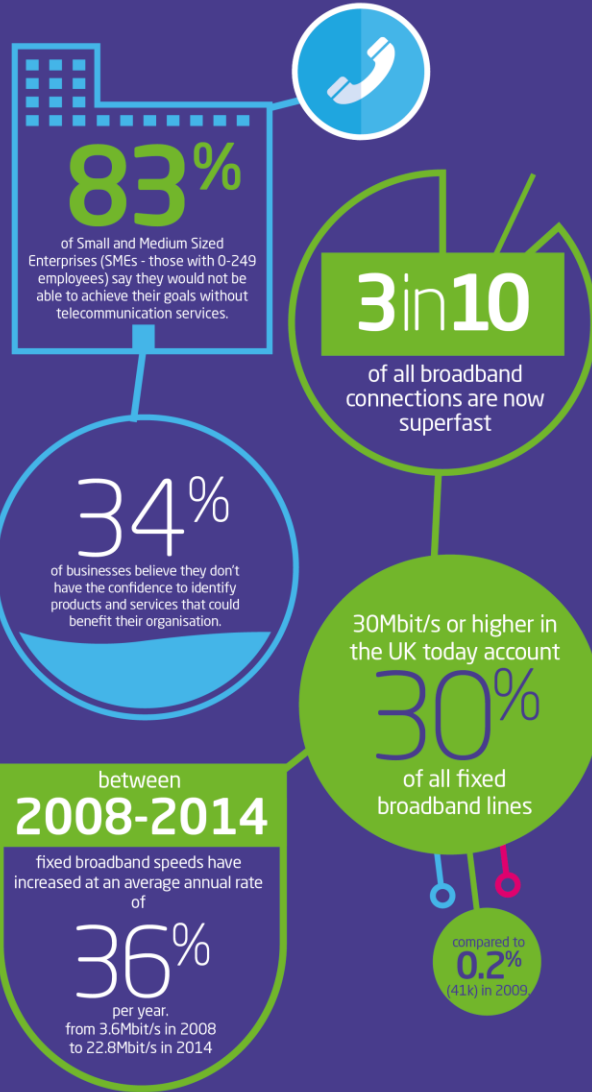 83%
of Small and Medium Sized
Enterprises (SMEs - those with 0-249
employees) say they would not be
able to achieve their goals without
telecommunication services.
3in10
of all broadband
connections are now
superfast
34%
of businesses believe they don't
have the confidence to identify
products and services that could
benefit their organisation.
30Mbit/s or higher in
the UK today account
30%
of all fixed
broadband lines
between
2008-2014
fixed broadband speeds have
increased at an average annual rate
of
36%
per year.
from 3.6Mbit/s in 2008
to 22.8Mbit/s in 2014
compared to
0.2%
(41k) in 2009.